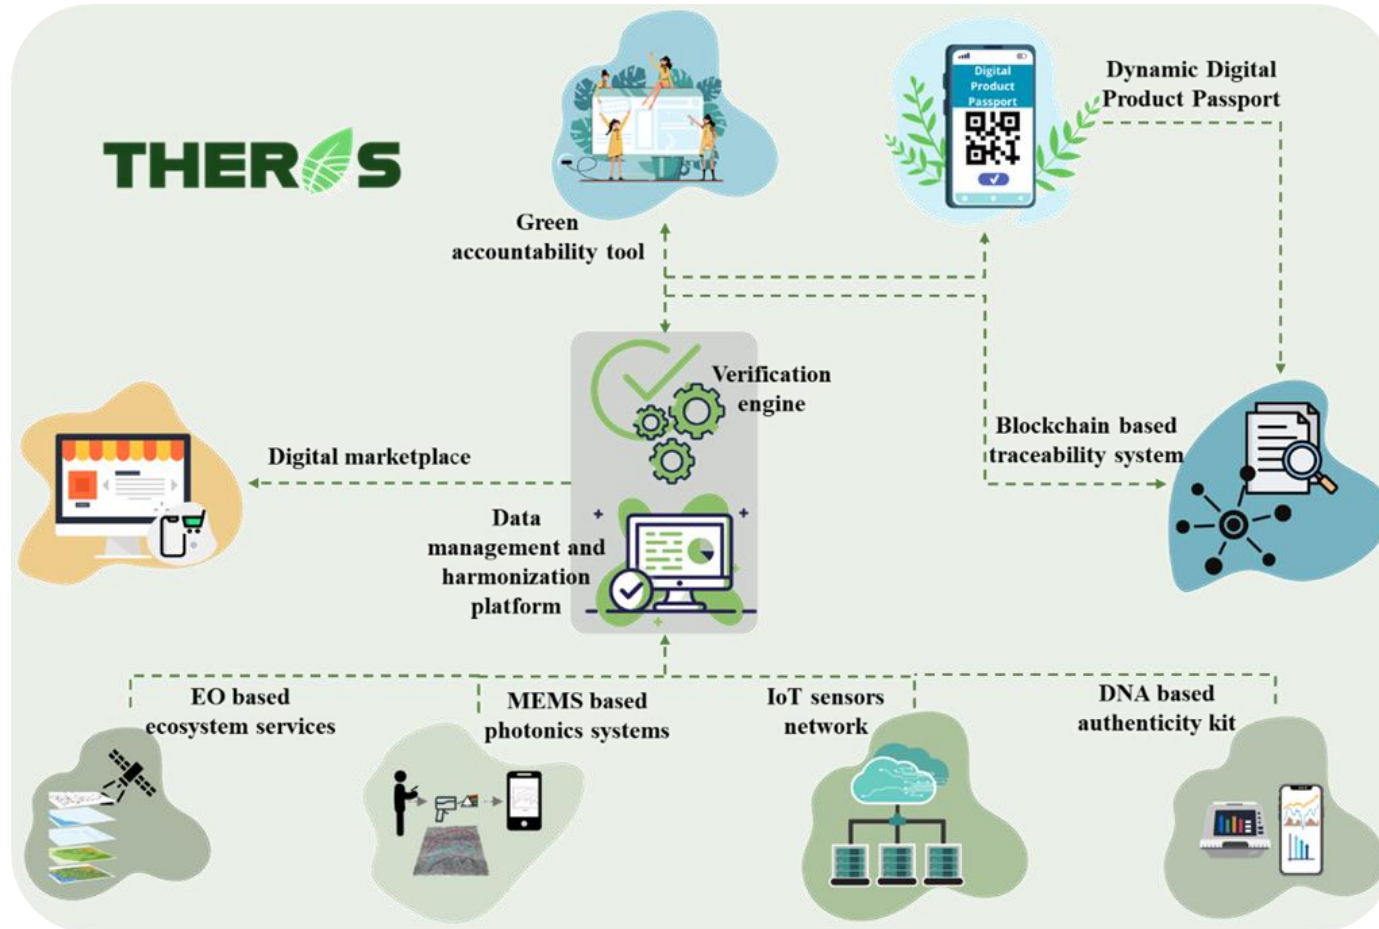 THEROS
Digital
Product
Passport
Dynamic Digital
Product Passport
Green
accountability tool
Verification
engine
Blockchain based
traceability system
Digital marketplace
Data
management and
harmonization
platform
EO based
ecosystem services
MEMS based
photonics systems
IoT sensors
network
DNA based
authenticity kit